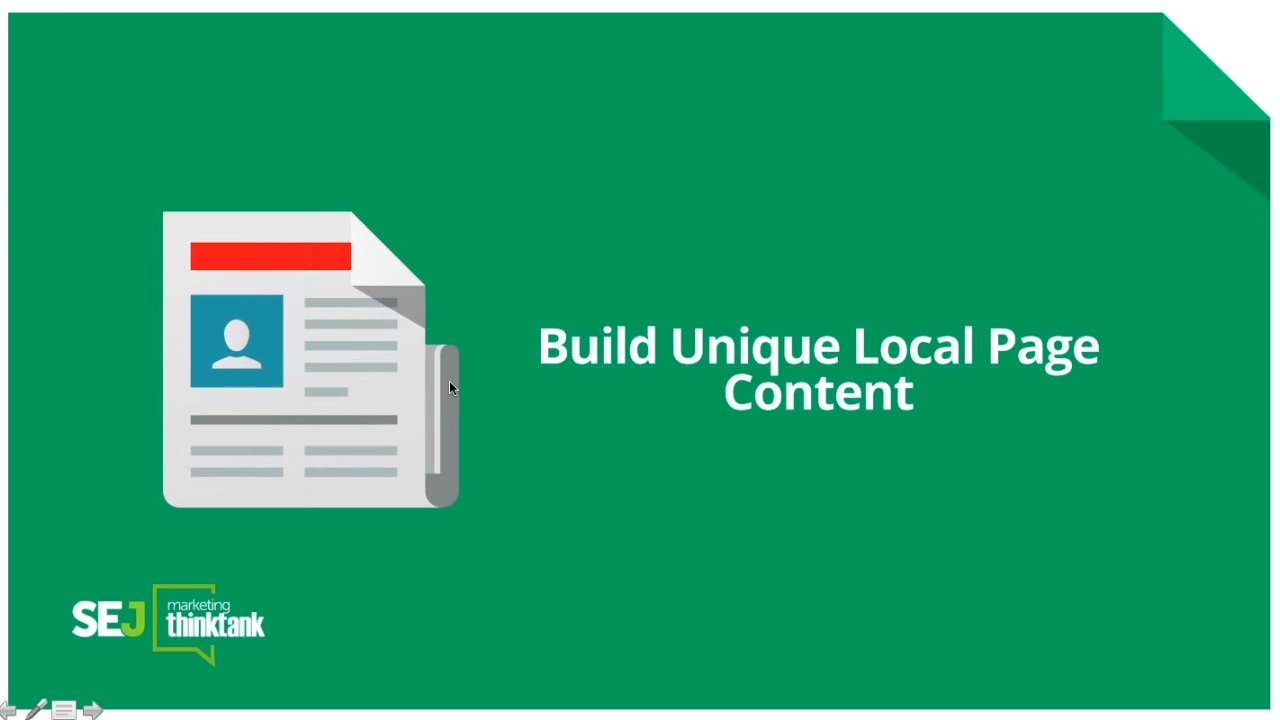 Build Unique Local Page
Content
SEJ
marketing
thinktank